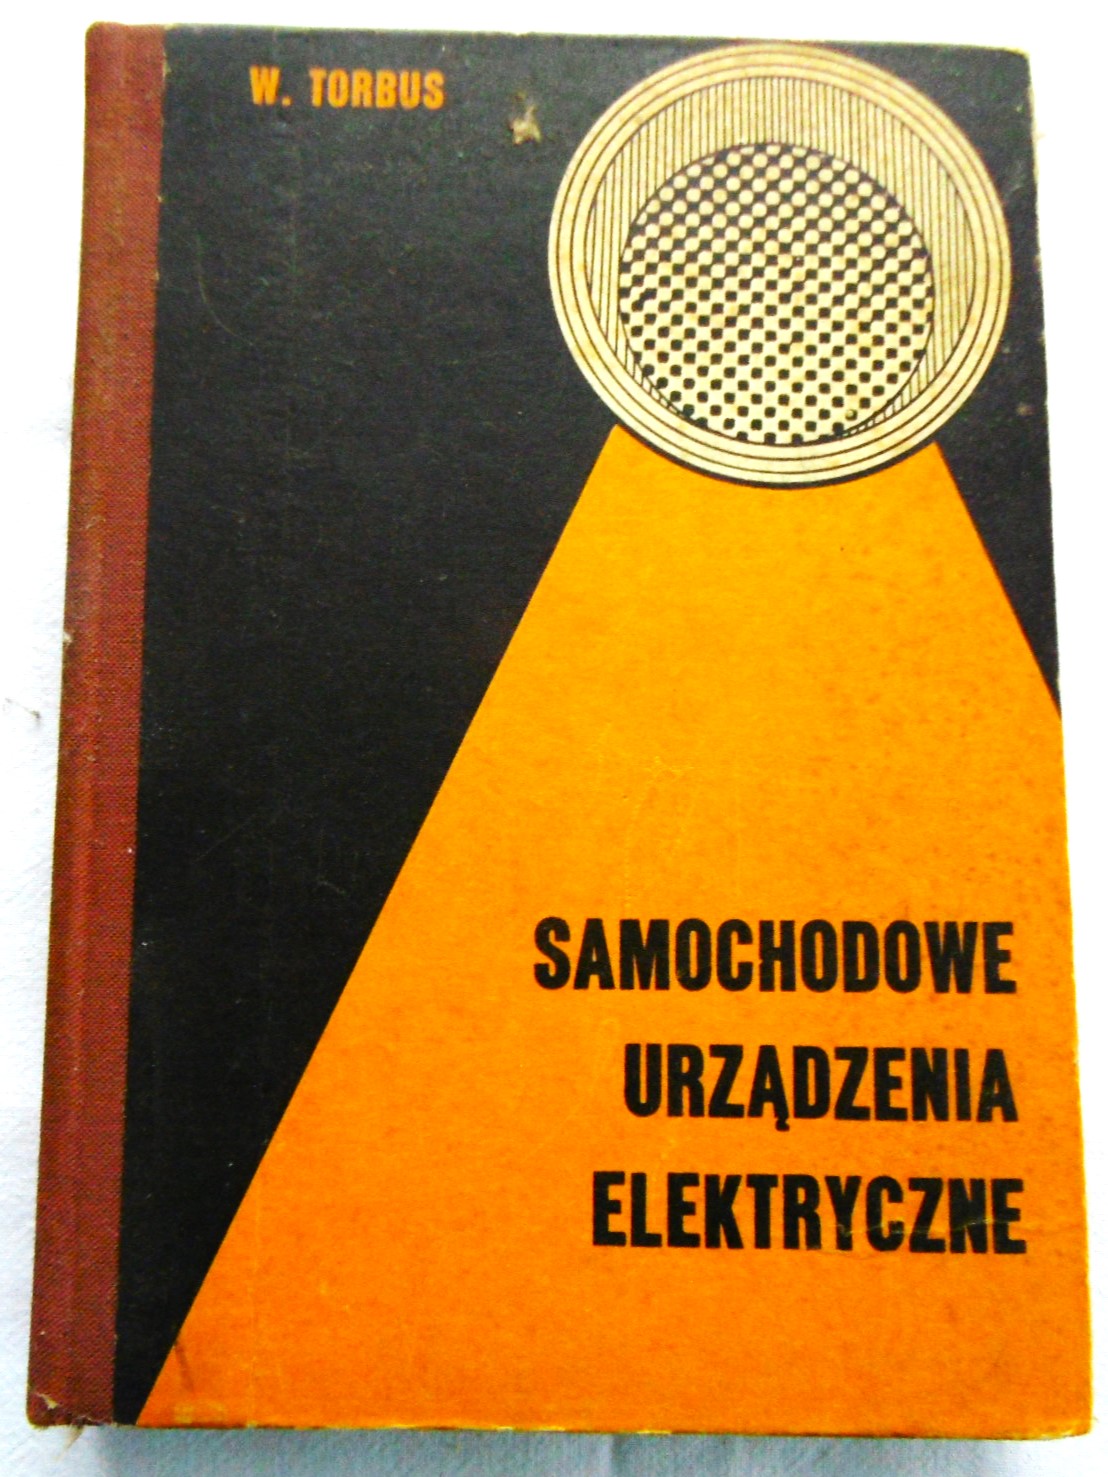 W. TORBUS
SAMOCHODOWE
URZĄDZENIA
ELEKTRYCZNE